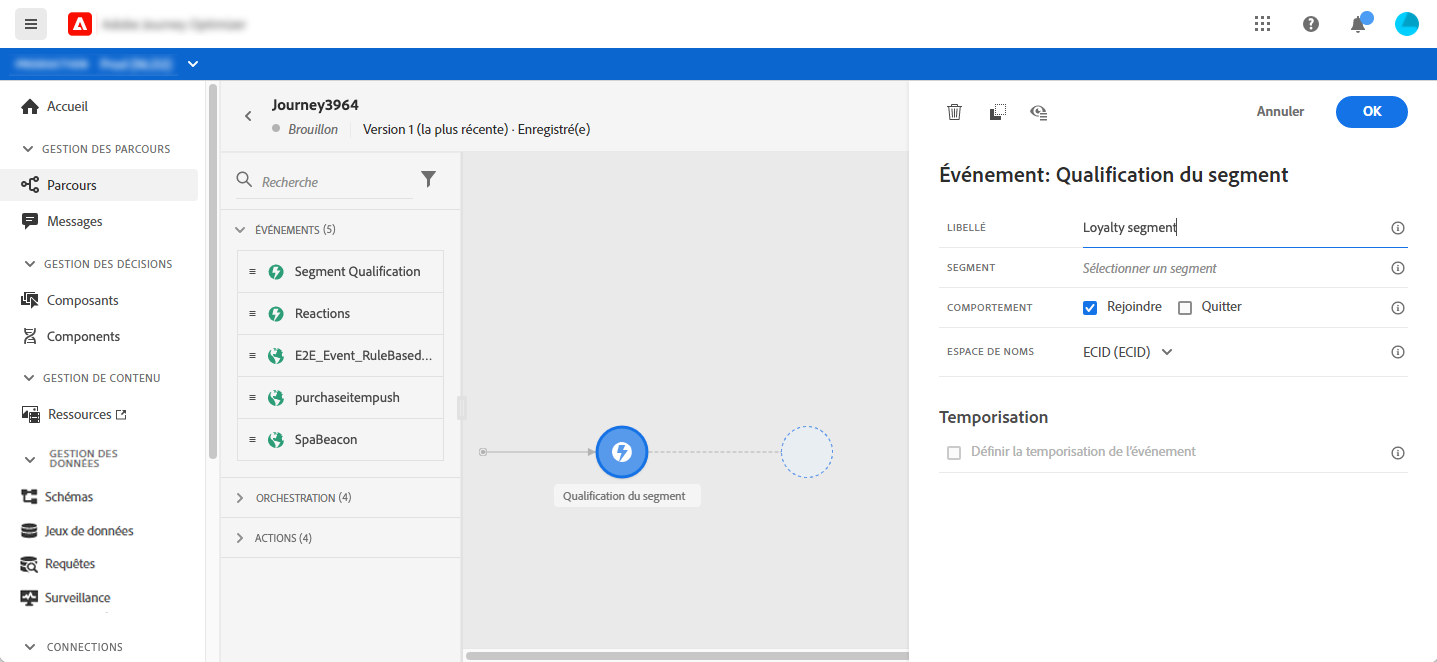 Accueil
GESTION DES PARCOURS
Parcours
Messages
GESTION DES DÉCISIONS
Composants
Components
GESTION DE CONTENU
Ressources
GESTION DES
DONNÉES
Schémas
Jeux de données
Requêtes
Surveillance
CONNECTIONS
Journey3964
Brouillon
Version 1 (la plus récente) · Enregistré(e)
Recherche
ÉVÉNEMENTS (5)
Segment Qualification
Reactions
E2E_Event_RuleBased...
purchaseitempush
SpaBeacon
ORCHESTRATION (4)
ACTIONS (4)
Qualification du segment
Annuler
OK
Événement: Qualification du segment
LIBELLÉ
Loyalty segment
SEGMENT
Sélectionner un segment
COMPORTEMENT
Rejoindre
Quitter
ESPACE DE NOMS
ECID (ECID)
Temporisation
Définir la temporisation de l’événement